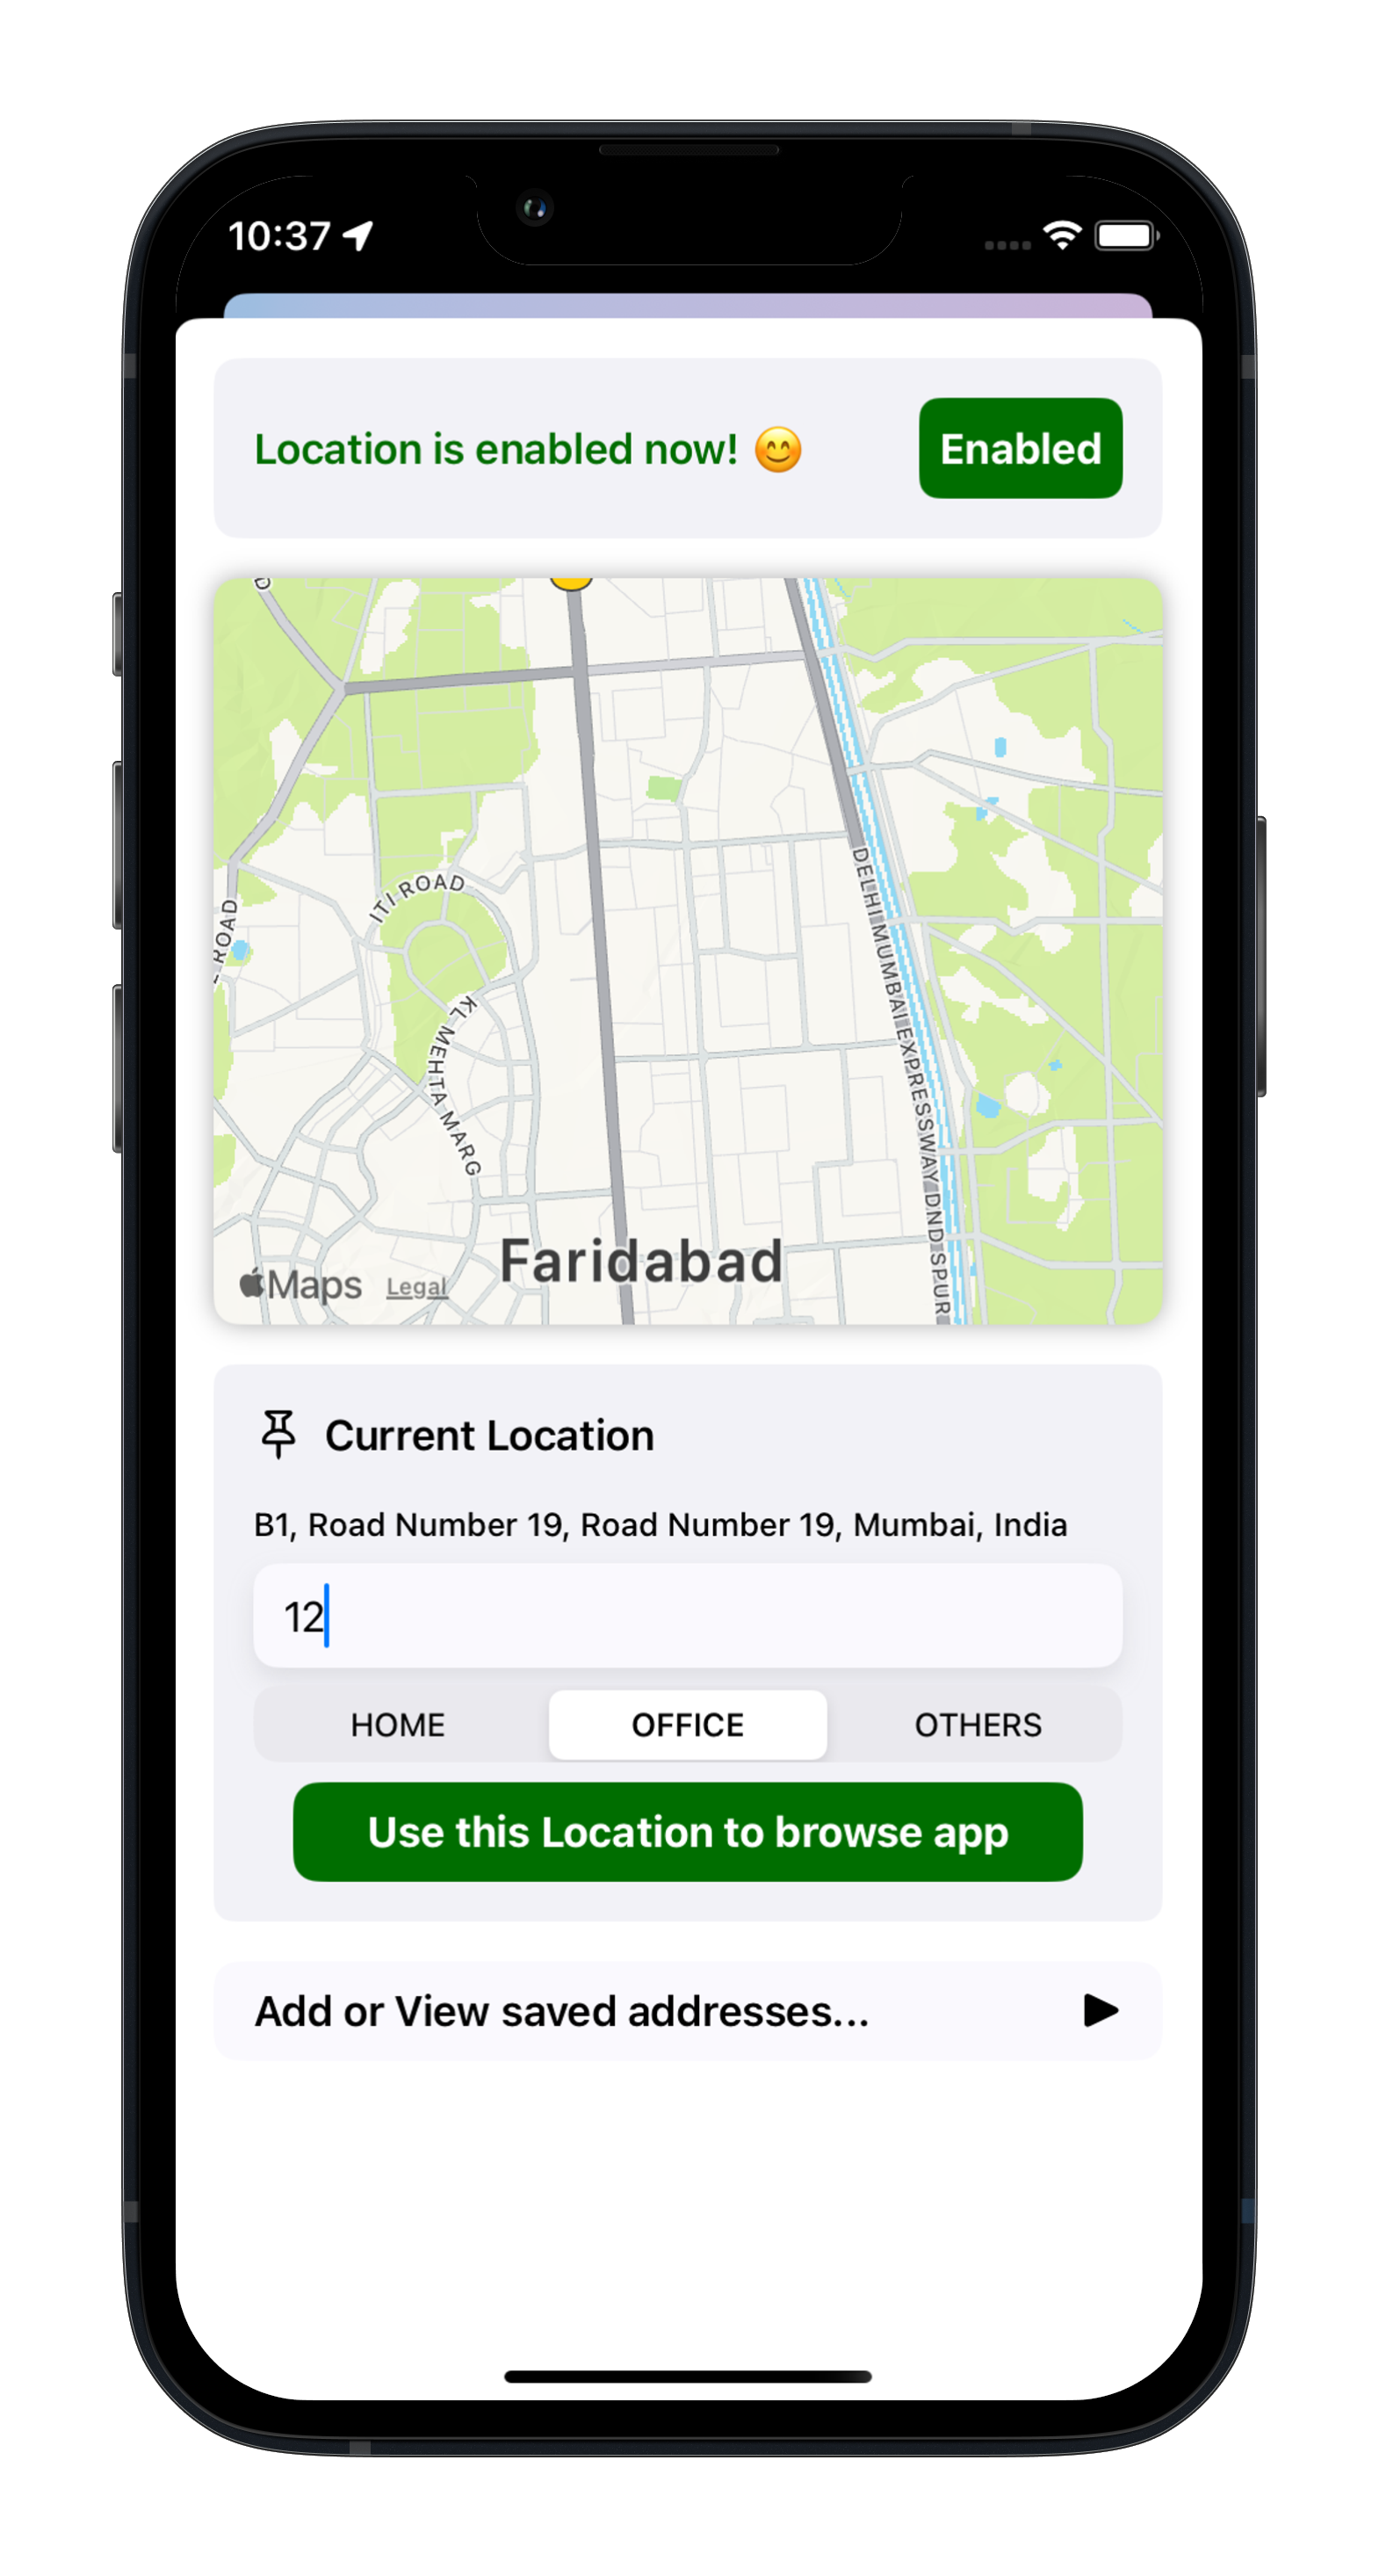 10:37
Location is enabled now! 😊
Enabled
ITI ROAD
ROAD
KL MEHTA MARG
DELHI MUMBAI EXPRESSWAY DND SPUR
Faridabad
Maps Legal
Current Location
B1, Road Number 19, Road Number 19, Mumbai, India
12
HOME OFFICE OTHERS
Use this Location to browse app
Add or View saved addresses...